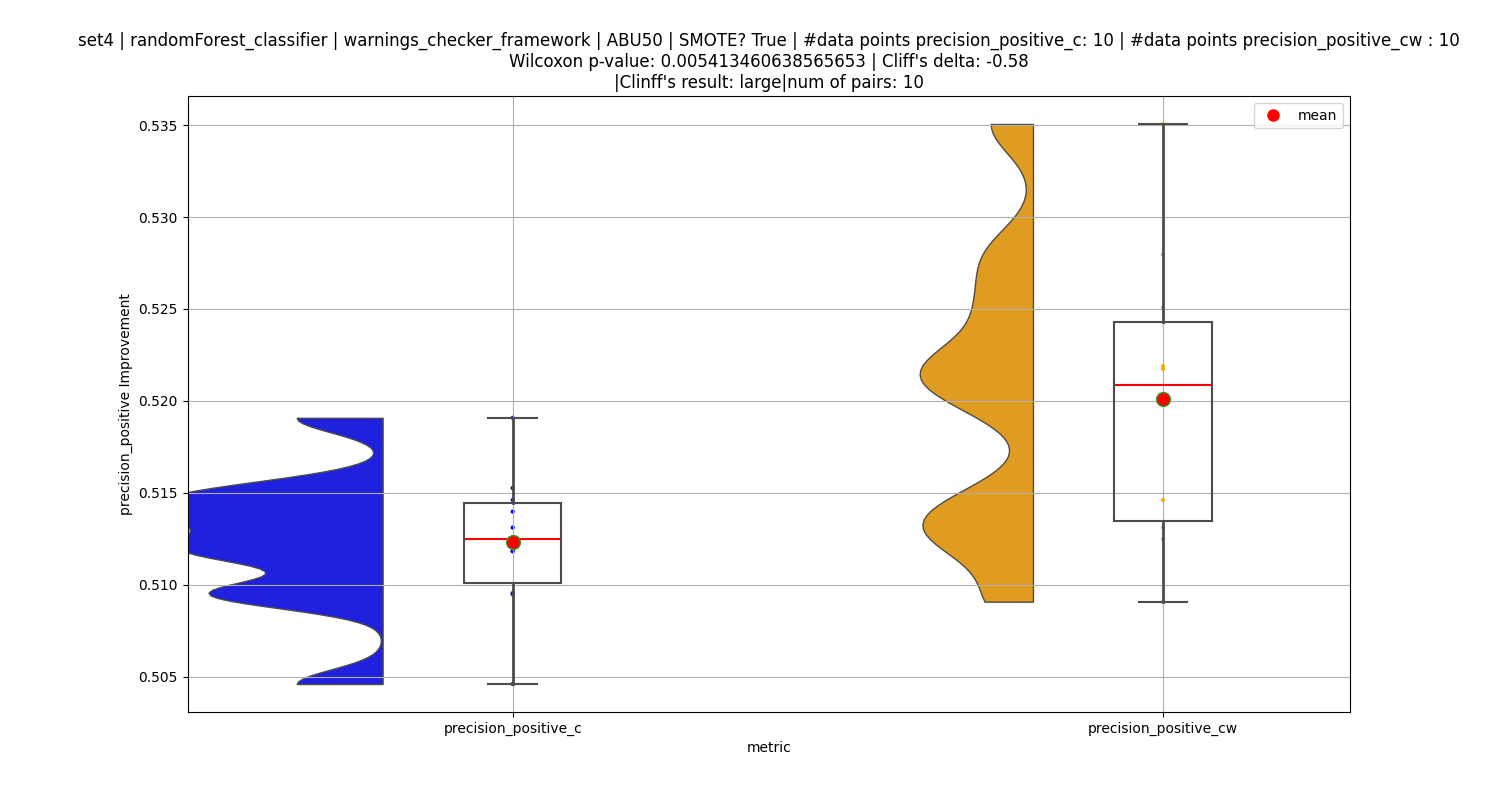 set4 | randomForest_classifier | warnings_checker_framework | ABU50 | SMOTE? True | #data points precision_positive_c: 10 | #data points precision_positive_cw : 10
Wilcoxon p-value: 0.005413460638565653 | Cliff's delta: -0.58
|Clinff's result: large|num of pairs: 10
mean
0.535
0.530
0.525
0.520
0.515
0.510
0.505
precision_positive Improvement
precision_positive_c
precision_positive_cw
metric